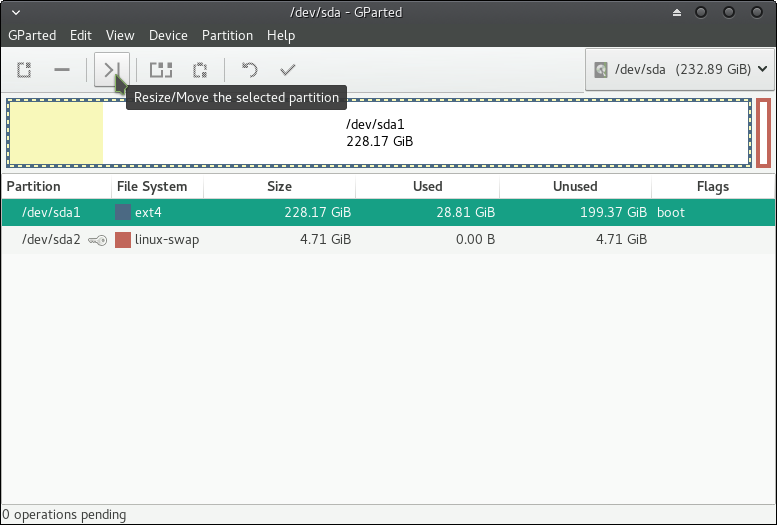 /dev/sda - GParted
GParted Edit View Device Partition Help
/dev/sda (232.89 GiB)
Resize/Move the selected partition
/dev/sda1
228.17 GiB
Partition File System Size Used Unused Flags
/dev/sda1 ext4 228.17 GiB 28.81 GiB 199.37 GiB boot
/dev/sda2 linux-swap 4.71 GiB 0.00 B 4.71 GiB
0 operations pending